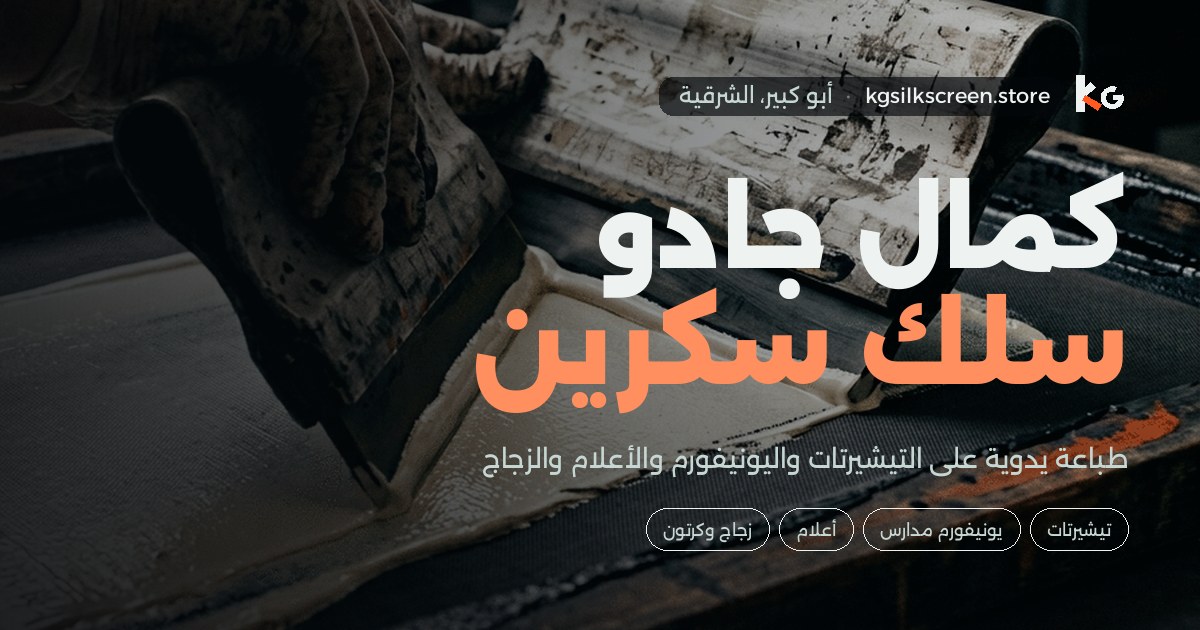 KG kgsilkscreen.store · أبو كبير، الشرقية
كمال جادو
سلك سكرين
طباعة يدوية على التيشيرتات واليونيفورم والأعلام والزجاج
تيشيرتات يونيفورم مدارس أعلام زجاج وكرتون